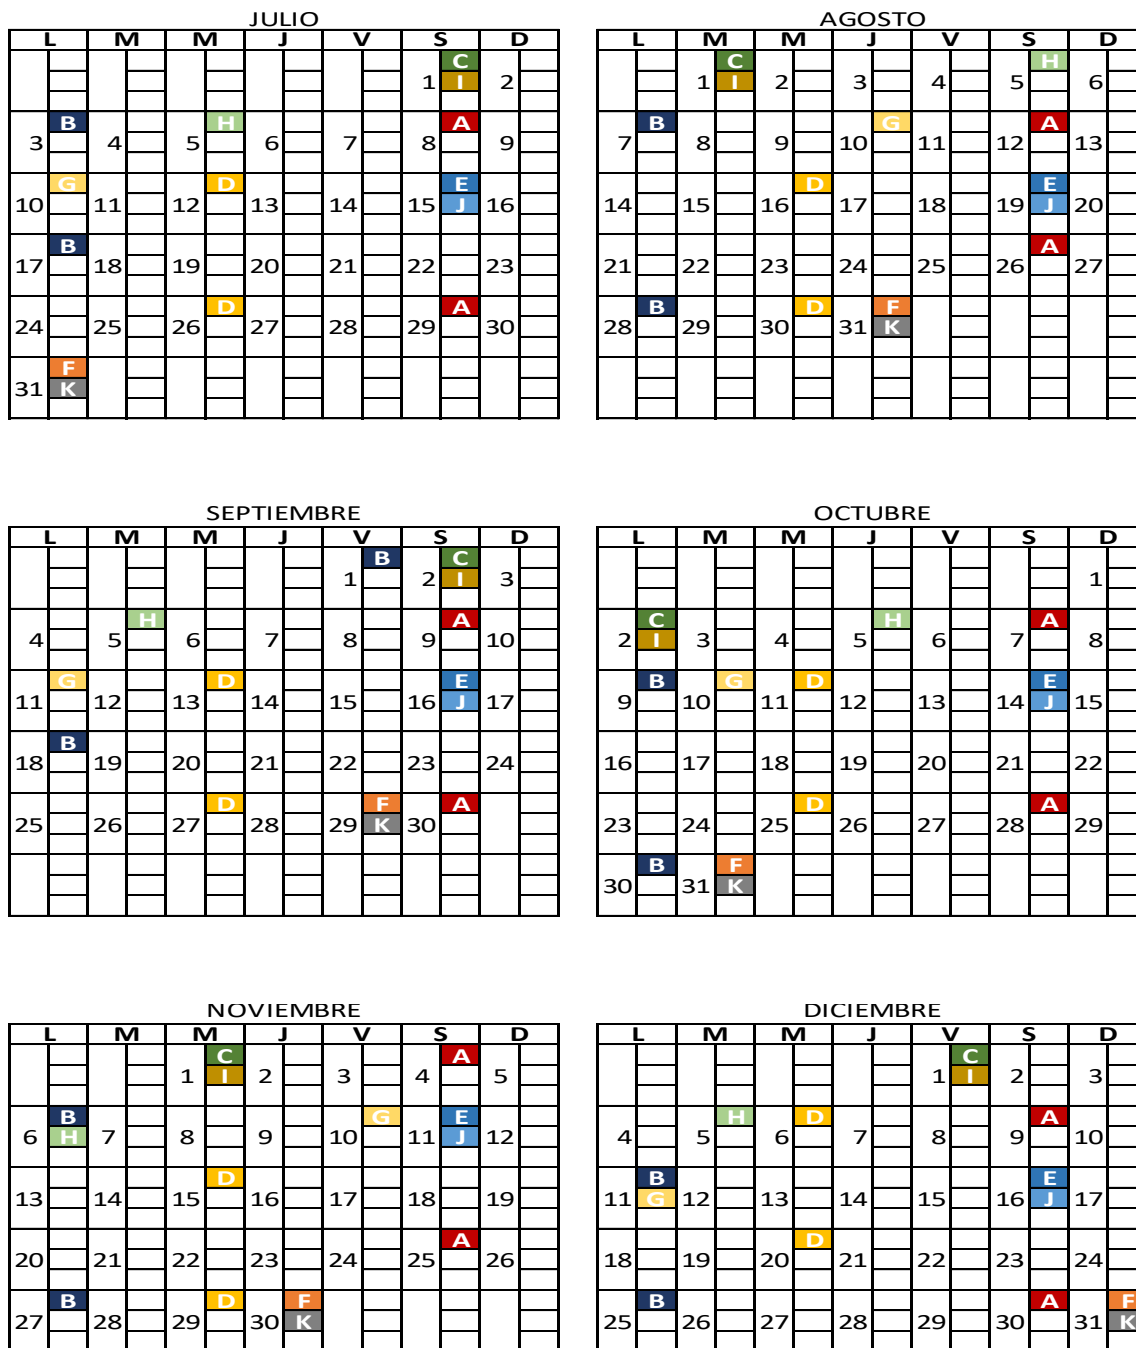 JULIO AGOSTO
L M M J V S D L M M J V S D
C C H
1 I 2 1 I 2 3 4 5 6
B H A B G A
3 4 5 6 7 8 9 7 8 9 10 11 12 13
G D E D E
10 11 12 13 14 15 J 16 14 15 16 17 18 19 J 20
B A
17 18 19 20 21 22 23 21 22 23 24 25 26 27
D A B D F
24 25 26 27 28 29 30 28 29 30 31 K
F
31 K
SEPTIEMBRE OCTUBRE
L M M J V S D L M M J V S D
B C
1 2 I 3 1
H A C H A
4 5 6 7 8 9 10 2 I 3 4 5 6 7 8
G D E B G D E
11 12 13 14 15 16 J 17 9 10 11 12 13 14 J 15
B
18 19 20 21 22 23 24 16 17 18 19 20 21 22
D F A D A
25 26 27 28 29 K 30 23 24 25 26 27 28 29
B F
30 31 K
NOVIEMBRE DICIEMBRE
L M M J V S D L M M J V S D
C A C
1 I 2 3 4 5 1 I 2 3
B G E H D A
6 H 7 8 9 10 11 J 12 4 5 6 7 8 9 10
D B E
13 14 15 16 17 18 19 11 G 12 13 14 15 16 J 17
A D
20 21 22 23 24 25 26 18 19 20 21 22 23 24
B D F B A F
27 28 29 30 K 25 26 27 28 29 30 31 K